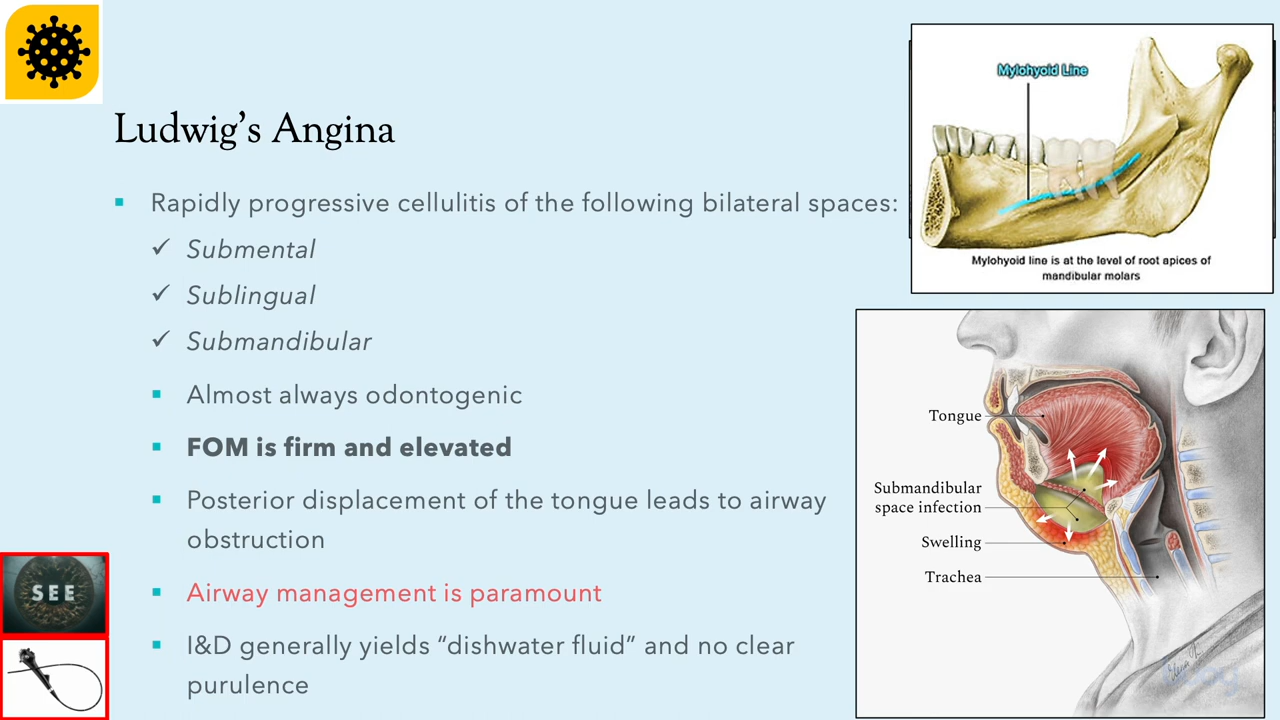 Ludwig’s Angina
Rapidly progressive cellulitis of the following bilateral spaces:
Submental
Sublingual
Submandibular
Almost always odontogenic
FOM is firm and elevated
Posterior displacement of the tongue leads to airway
obstruction
Airway management is paramount
I&D generally yields “dishwater fluid” and no clear
purulence
SEE
Mylohyoid Line
Mylohyoid line is at the level of root apices of
mandibular molars
Tongue
Submandibular
space infection
Swelling
Trachea